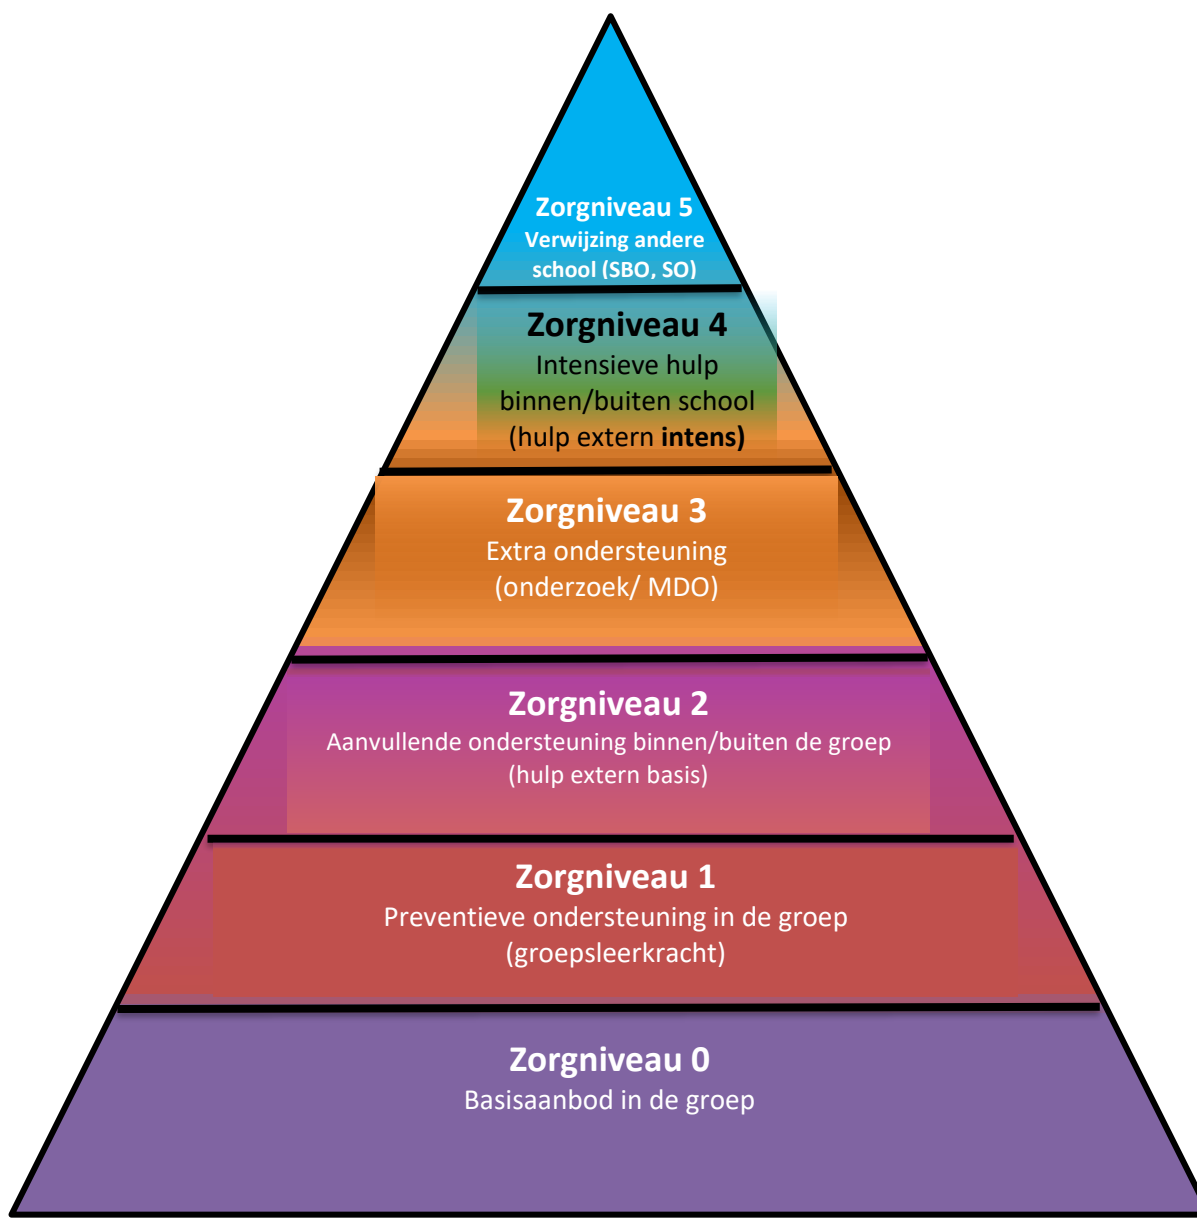 Zorgniveau 5
Verwijzing andere
school (SBO, SO)
Zorgniveau 4
Intensieve hulp
binnen/buiten school
(hulp extern intens)
Zorgniveau 3
Extra ondersteuning
(onderzoek/ MDO)
Zorgniveau 2
Aanvullende ondersteuning binnen/buiten de groep
(hulp extern basis)
Zorgniveau 1
Preventieve ondersteuning in de groep
(groepsleerkracht)
Zorgniveau 0
Basisaanbod in de groep